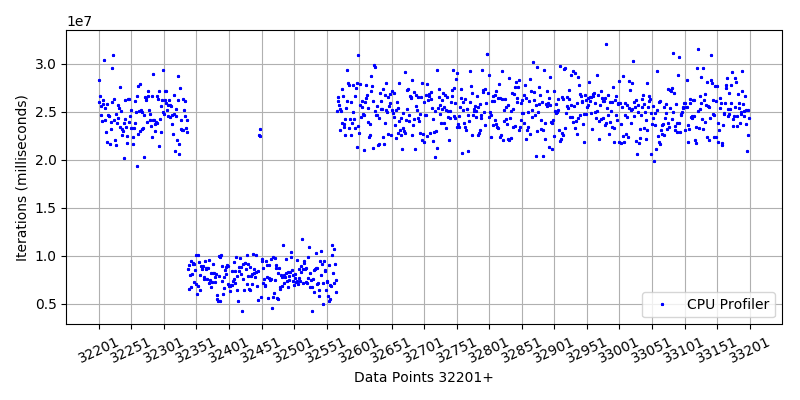 1e7
3.0
2.5
2.0
1.5
1.0
0.5
Iterations (milliseconds)
CPU Profiler
32201 32251 32301 32351 32401 32451 32501 32551 32601 32651 32701 32751 32801 32851 32901 32951 33001 33051 33101 33151 33201
Data Points 32201+